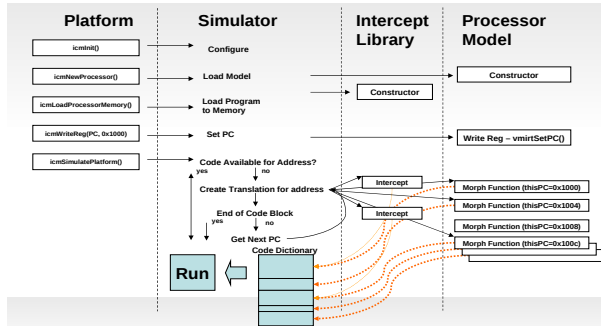 Platform
Simulator
Intercept
Library
Processor
Model
icmInit()
Configure
icmNewProcessor()
Load Model
Constructor
Constructor
icmLoadProcessorMemory()
Load Program
to Memory
icmWriteReg(PC, 0x1000)
Set PC
Write Reg – vmirtSetPC()
icmSimulatePlatform()
Code Available for Address?
yes
no
Intercept
Create Translation for address
Morph Function (thisPC=0x1000)
Morph Function (thisPC=0x1004)
End of Code Block
Intercept
yes
no
Morph Function (thisPC=0x1008)
Get Next PC
Morph Function (thisPC=0x100c)
Code Dictionary
Run